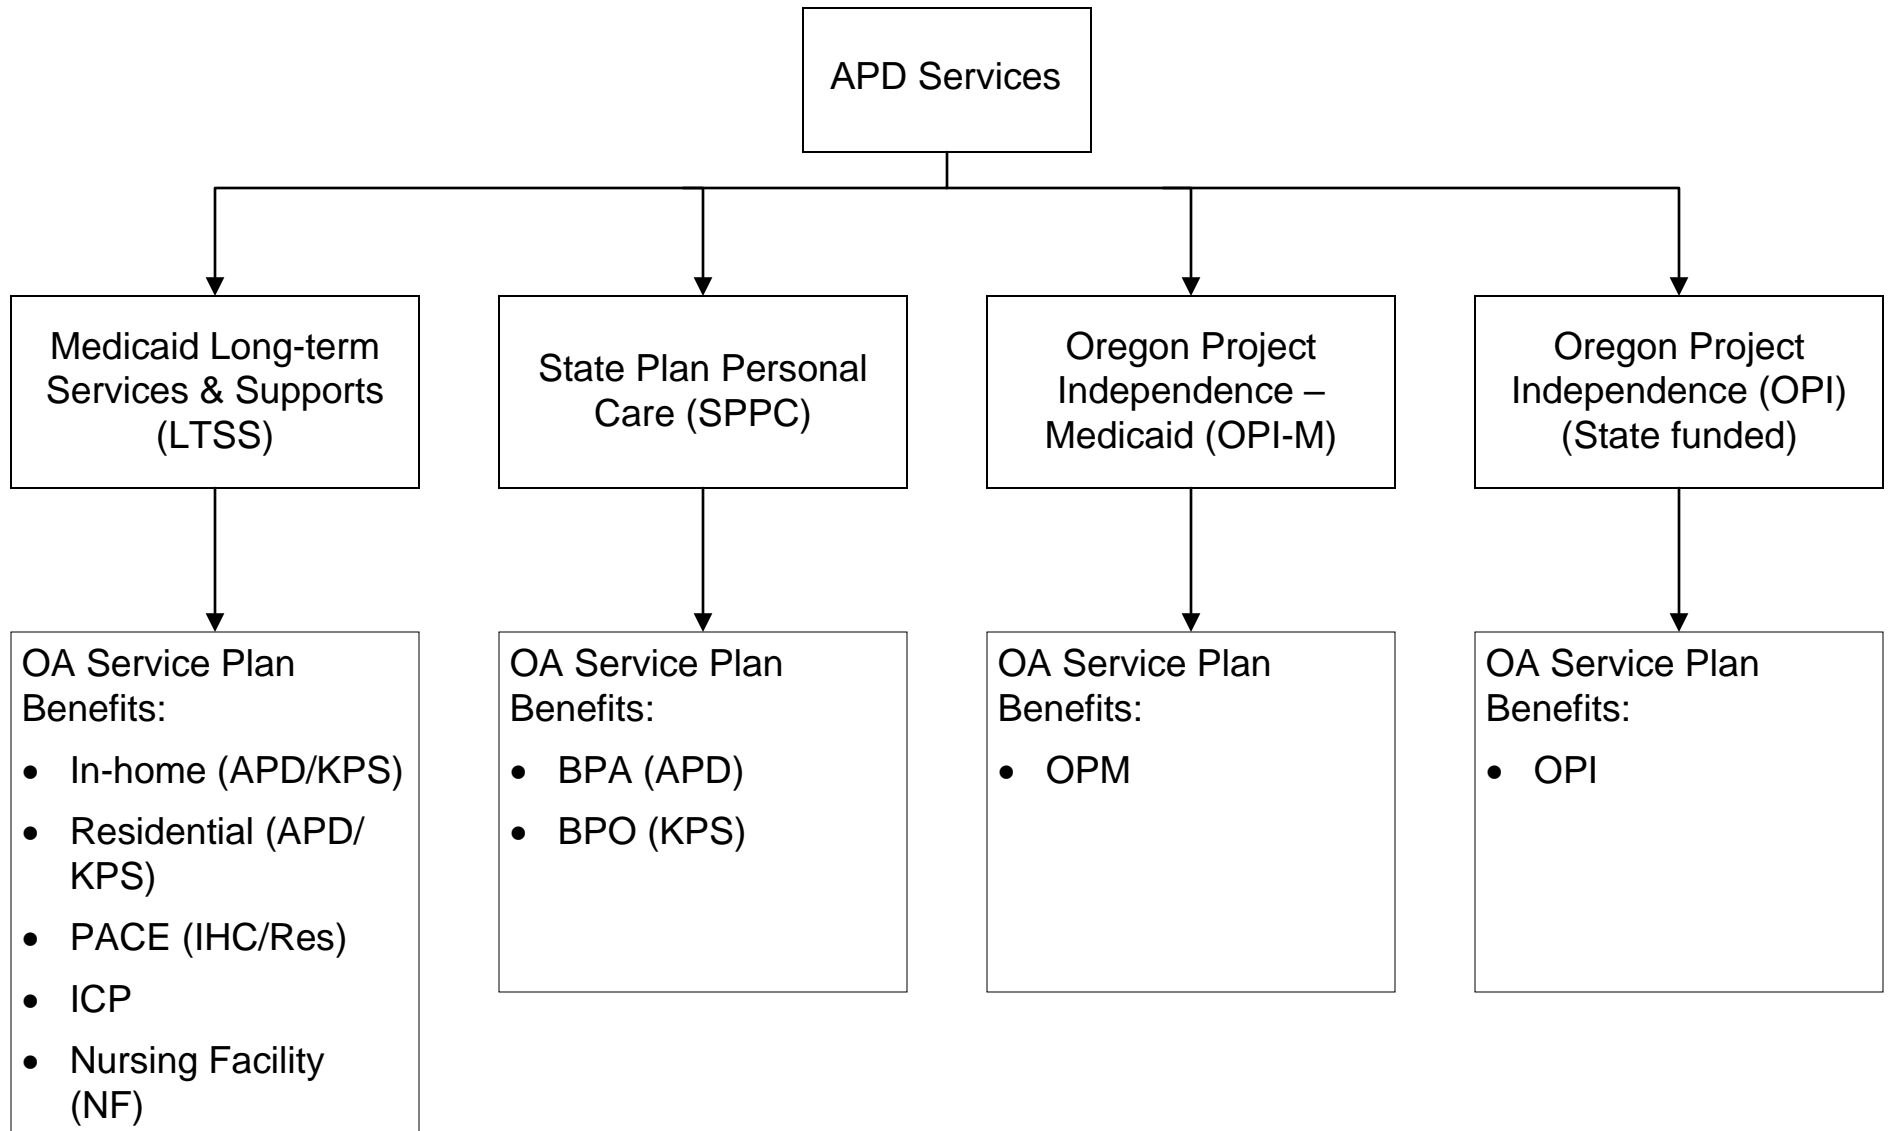 APD Services
Medicaid Long-term
Services & Supports
(LTSS)
State Plan Personal
Care (SPPC)
Oregon Project
Independence –
Medicaid (OPI-M)
Oregon Project
Independence (OPI)
(State funded)
OA Service Plan
Benefits:
• In-home (APD/KPS)
• Residential (APD/
KPS)
• PACE (IHC/Res)
• ICP
• Nursing Facility
(NF)
OA Service Plan
Benefits:
• BPA (APD)
• BPO (KPS)
OA Service Plan
Benefits:
• OPM
OA Service Plan
Benefits:
• OPI